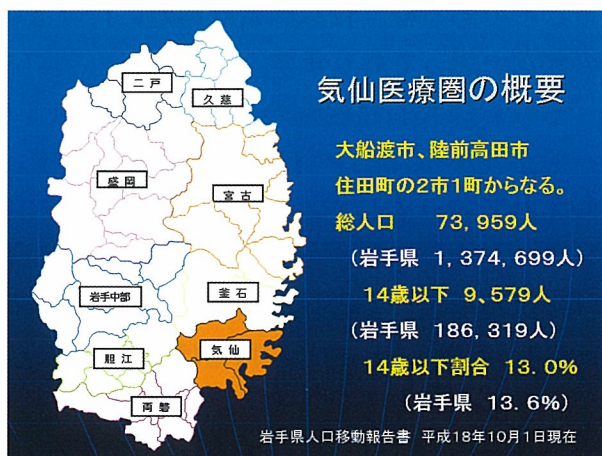 気仙医療圏の概要
大船渡市、陸前高田市
住田町の2市1町からなる。
総人口 73,959人
(岩手県 1,374,699人)
14歳以下 9、579人
(岩手県 186,319人)
14歳以下割合 13.0%
(岩手県 13.6%)
岩手県人口移動報告書 平成18年10月1日現在
二戸
久慈
盛岡
宮古
岩手中部
釜石
胆江
気仙
両磐